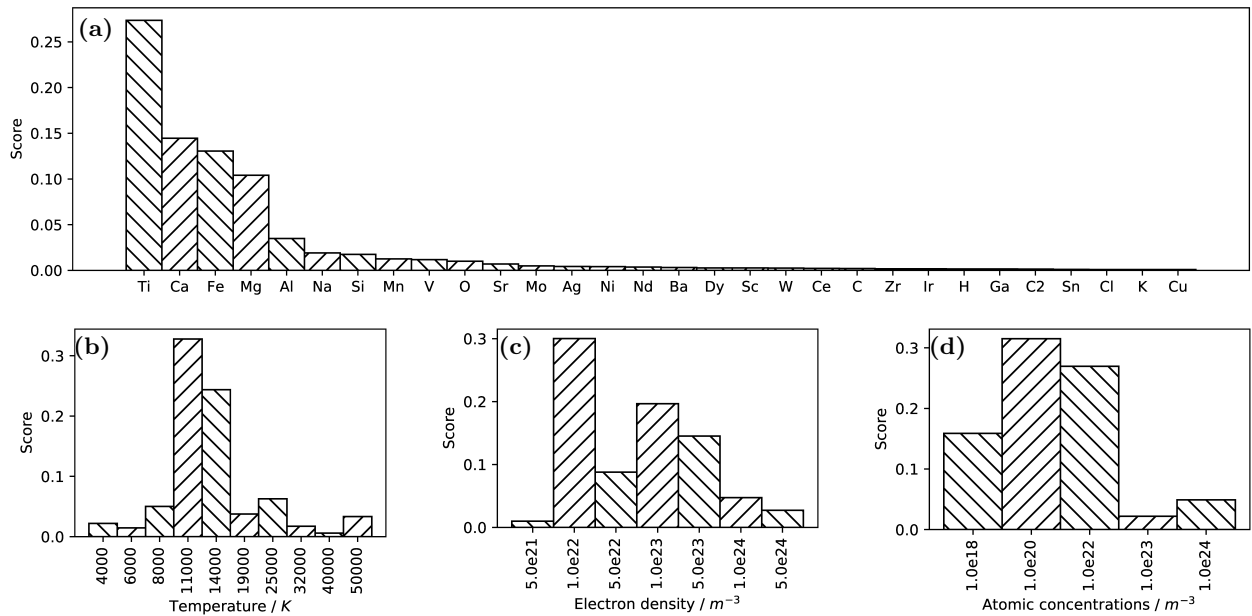 (a)
Score
0.25
0.20
0.15
0.10
0.05
0.00
Ti Ca Fe Mg Al Na Si Mn V O Sr Mo Ag Ni Nd Ba Dy Sc W Ce C Zr Ir H Ga C2 Sn Cl K Cu
(b)
Score
0.3
0.2
0.1
0.0
4000 6000 8000 11000 14000 19000 25000 32000 40000 50000
Temperature / K
(c)
Score
0.3
0.2
0.1
0.0
5.0e21 1.0e22 5.0e22 1.0e23 5.0e23 1.0e24 5.0e24
Electron density / m⁻³
(d)
Score
0.3
0.2
0.1
0.0
1.0e18 1.0e20 1.0e22 1.0e23 1.0e24
Atomic concentrations / m⁻³